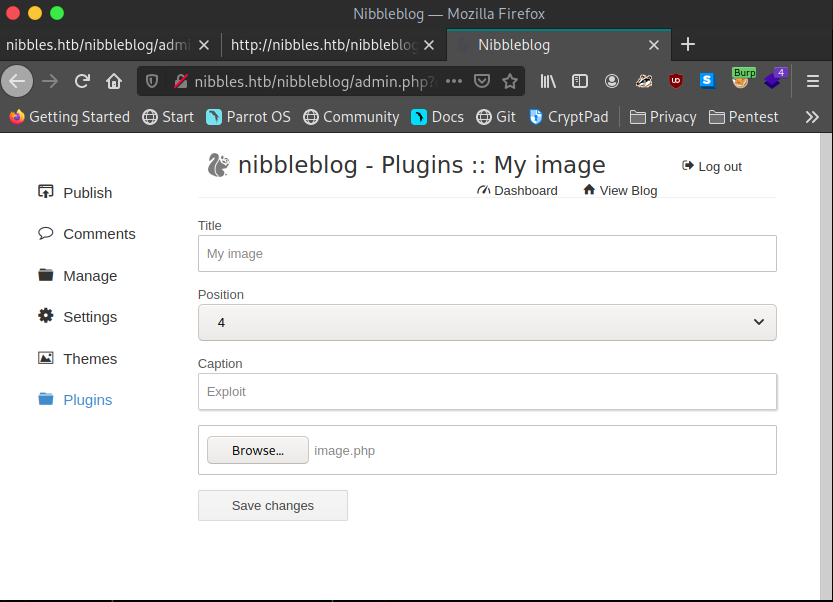 Nibbleblog — Mozilla Firefox
nibbles.htb/nibbleblog/admi
http://nibbles.htb/nibbleblog
Nibbleblog
nibbles.htb/nibbleblog/admin.php?
Burp
4
Getting Started Start Parrot OS Community Docs Git CryptPad Privacy Pentest
nibbleblog - Plugins :: My image
Log out
Dashboard View Blog
Publish
Comments
Manage
Settings
Themes
Plugins
Title
My image
Position
4
Caption
Exploit
Browse... image.php
Save changes